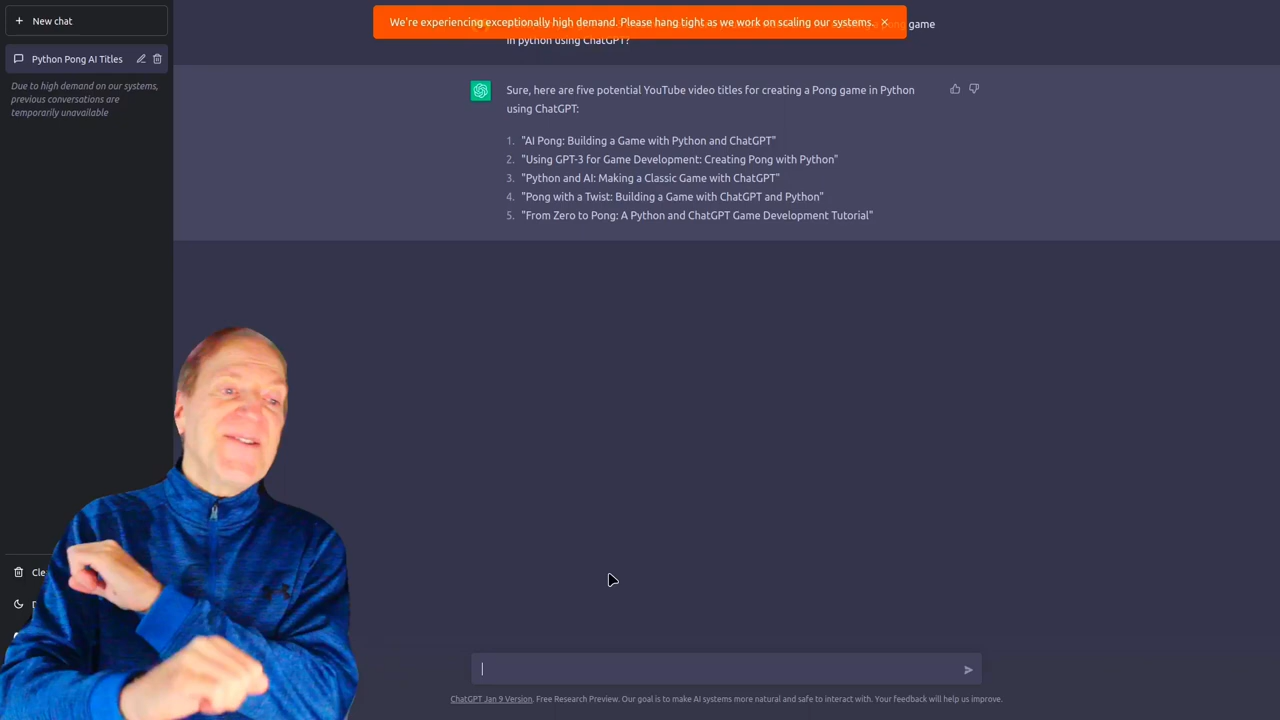 New chat
We're experiencing exceptionally high demand. Please hang tight as we work on scaling our systems.
game
in python using ChatGPT?
Python Pong AI Titles
Due to high demand on our systems,
previous conversations are
temporarily unavailable
Sure, here are five potential YouTube video titles for creating a Pong game in Python
using ChatGPT:
1. "AI Pong: Building a Game with Python and ChatGPT"
2. "Using GPT-3 for Game Development: Creating Pong with Python"
3. "Python and AI: Making a Classic Game with ChatGPT"
4. "Pong with a Twist: Building a Game with ChatGPT and Python"
5. "From Zero to Pong: A Python and ChatGPT Game Development Tutorial"
Cle
ChatGPT Jan 9 Version. Free Research Preview. Our goal is to make AI systems more natural and safe to interact with. Your feedback will help us improve.